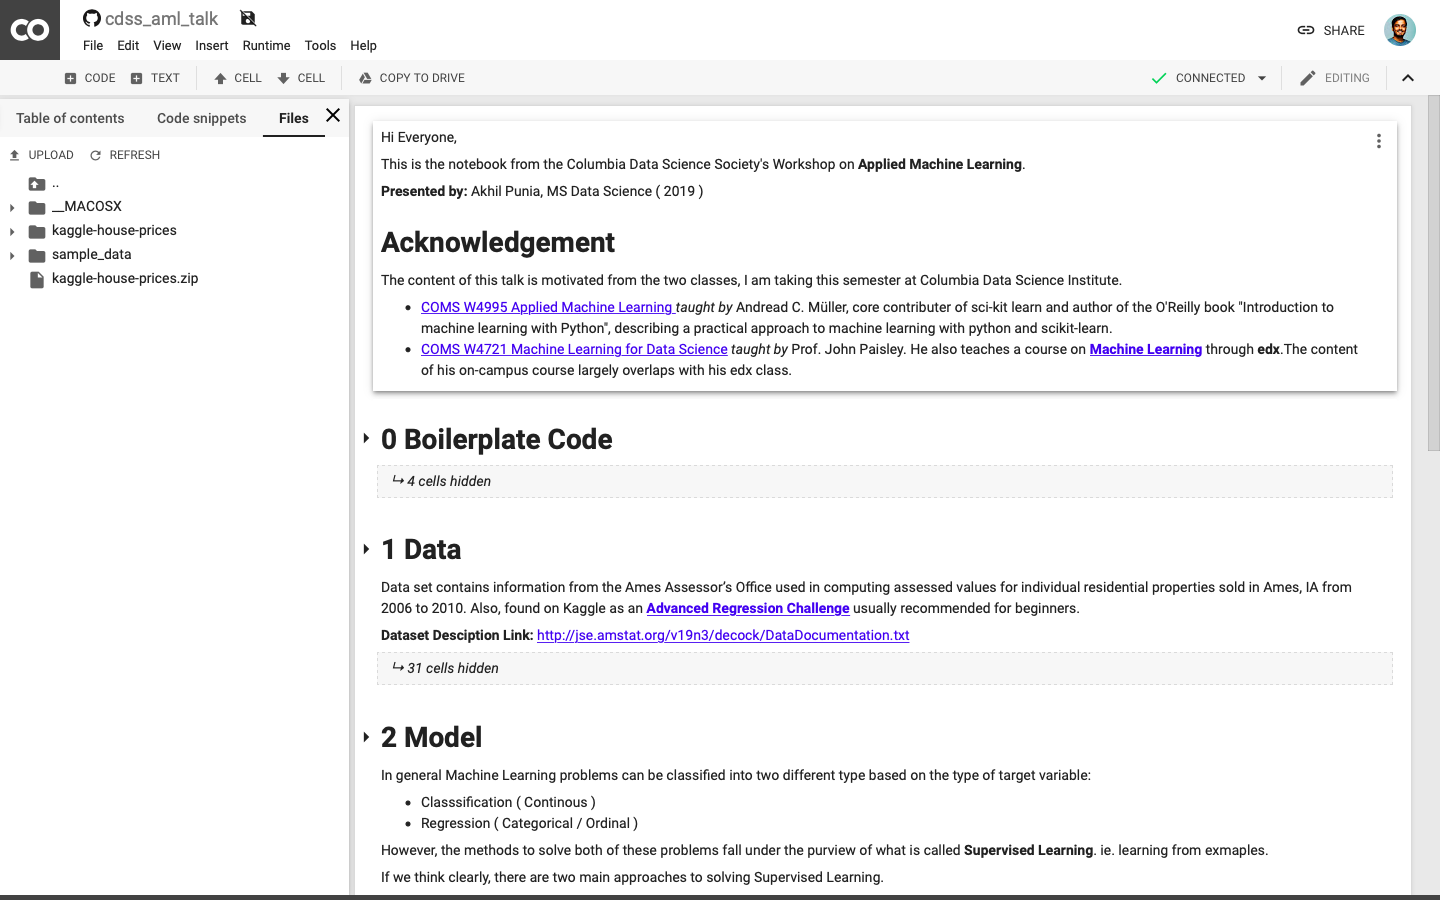 CO cdss_aml_talk
File Edit View Insert Runtime Tools Help
SHARE
CODE TEXT CELL CELL COPY TO DRIVE
CONNECTED EDITING
Table of contents Code snippets Files
UPLOAD REFRESH
..
__MACOSX
kaggle-house-prices
sample_data
kaggle-house-prices.zip
Hi Everyone,
This is the notebook from the Columbia Data Science Society's Workshop on Applied Machine Learning.
Presented by: Akhil Punia, MS Data Science ( 2019 )
Acknowledgement
The content of this talk is motivated from the two classes, I am taking this semester at Columbia Data Science Institute.
• COMS W4995 Applied Machine Learning taught by Andread C. Müller, core contributer of sci-kit learn and author of the O'Reilly book "Introduction to
machine learning with Python", describing a practical approach to machine learning with python and scikit-learn.
• COMS W4721 Machine Learning for Data Science taught by Prof. John Paisley. He also teaches a course on Machine Learning through edx.The content
of his on-campus course largely overlaps with his edx class.
0 Boilerplate Code
↳ 4 cells hidden
1 Data
Data set contains information from the Ames Assessor’s Office used in computing assessed values for individual residential properties sold in Ames, IA from
2006 to 2010. Also, found on Kaggle as an Advanced Regression Challenge usually recommended for beginners.
Dataset Desciption Link: http://jse.amstat.org/v19n3/decock/DataDocumentation.txt
↳ 31 cells hidden
2 Model
In general Machine Learning problems can be classified into two different type based on the type of target variable:
• Classsification ( Continous )
• Regression ( Categorical / Ordinal )
However, the methods to solve both of these problems fall under the purview of what is called Supervised Learning. ie. learning from exmaples.
If we think clearly, there are two main approaches to solving Supervised Learning.